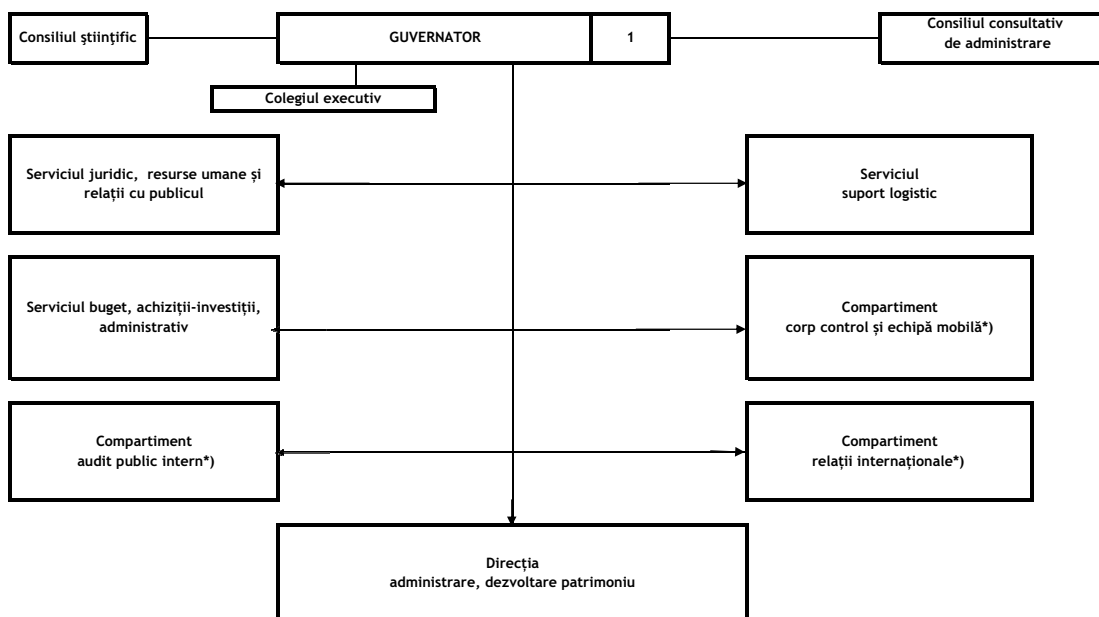 Consiliul ştiinţific
GUVERNATOR
1
Consiliul consultativ
de administrare
Colegiul executiv
Serviciul juridic,  resurse umane și
relații cu publicul
Serviciul
suport logistic
Serviciul buget, achiziții-investiții,
administrativ
Compartiment
corp control și echipă mobilă*)
Compartiment
audit public intern*)
Compartiment
relații internaționale*)
Direcția
administrare, dezvoltare patrimoniu